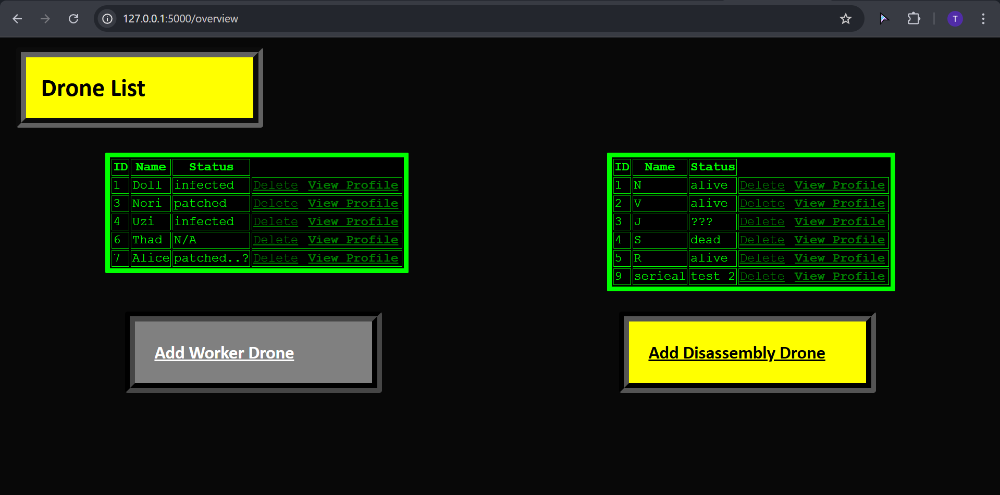 127.0.0.1:5000/overview
T
Drone List
ID Name Status
1 Doll infected Delete View Profile
3 Nori patched Delete View Profile
4 Uzi infected Delete View Profile
6 Thad N/A Delete View Profile
7 Alice patched..? Delete View Profile
Add Worker Drone
ID Name Status
1 N alive Delete View Profile
2 V alive Delete View Profile
3 J ??? Delete View Profile
4 S dead Delete View Profile
5 R alive Delete View Profile
9 serieal test 2 Delete View Profile
Add Disassembly Drone